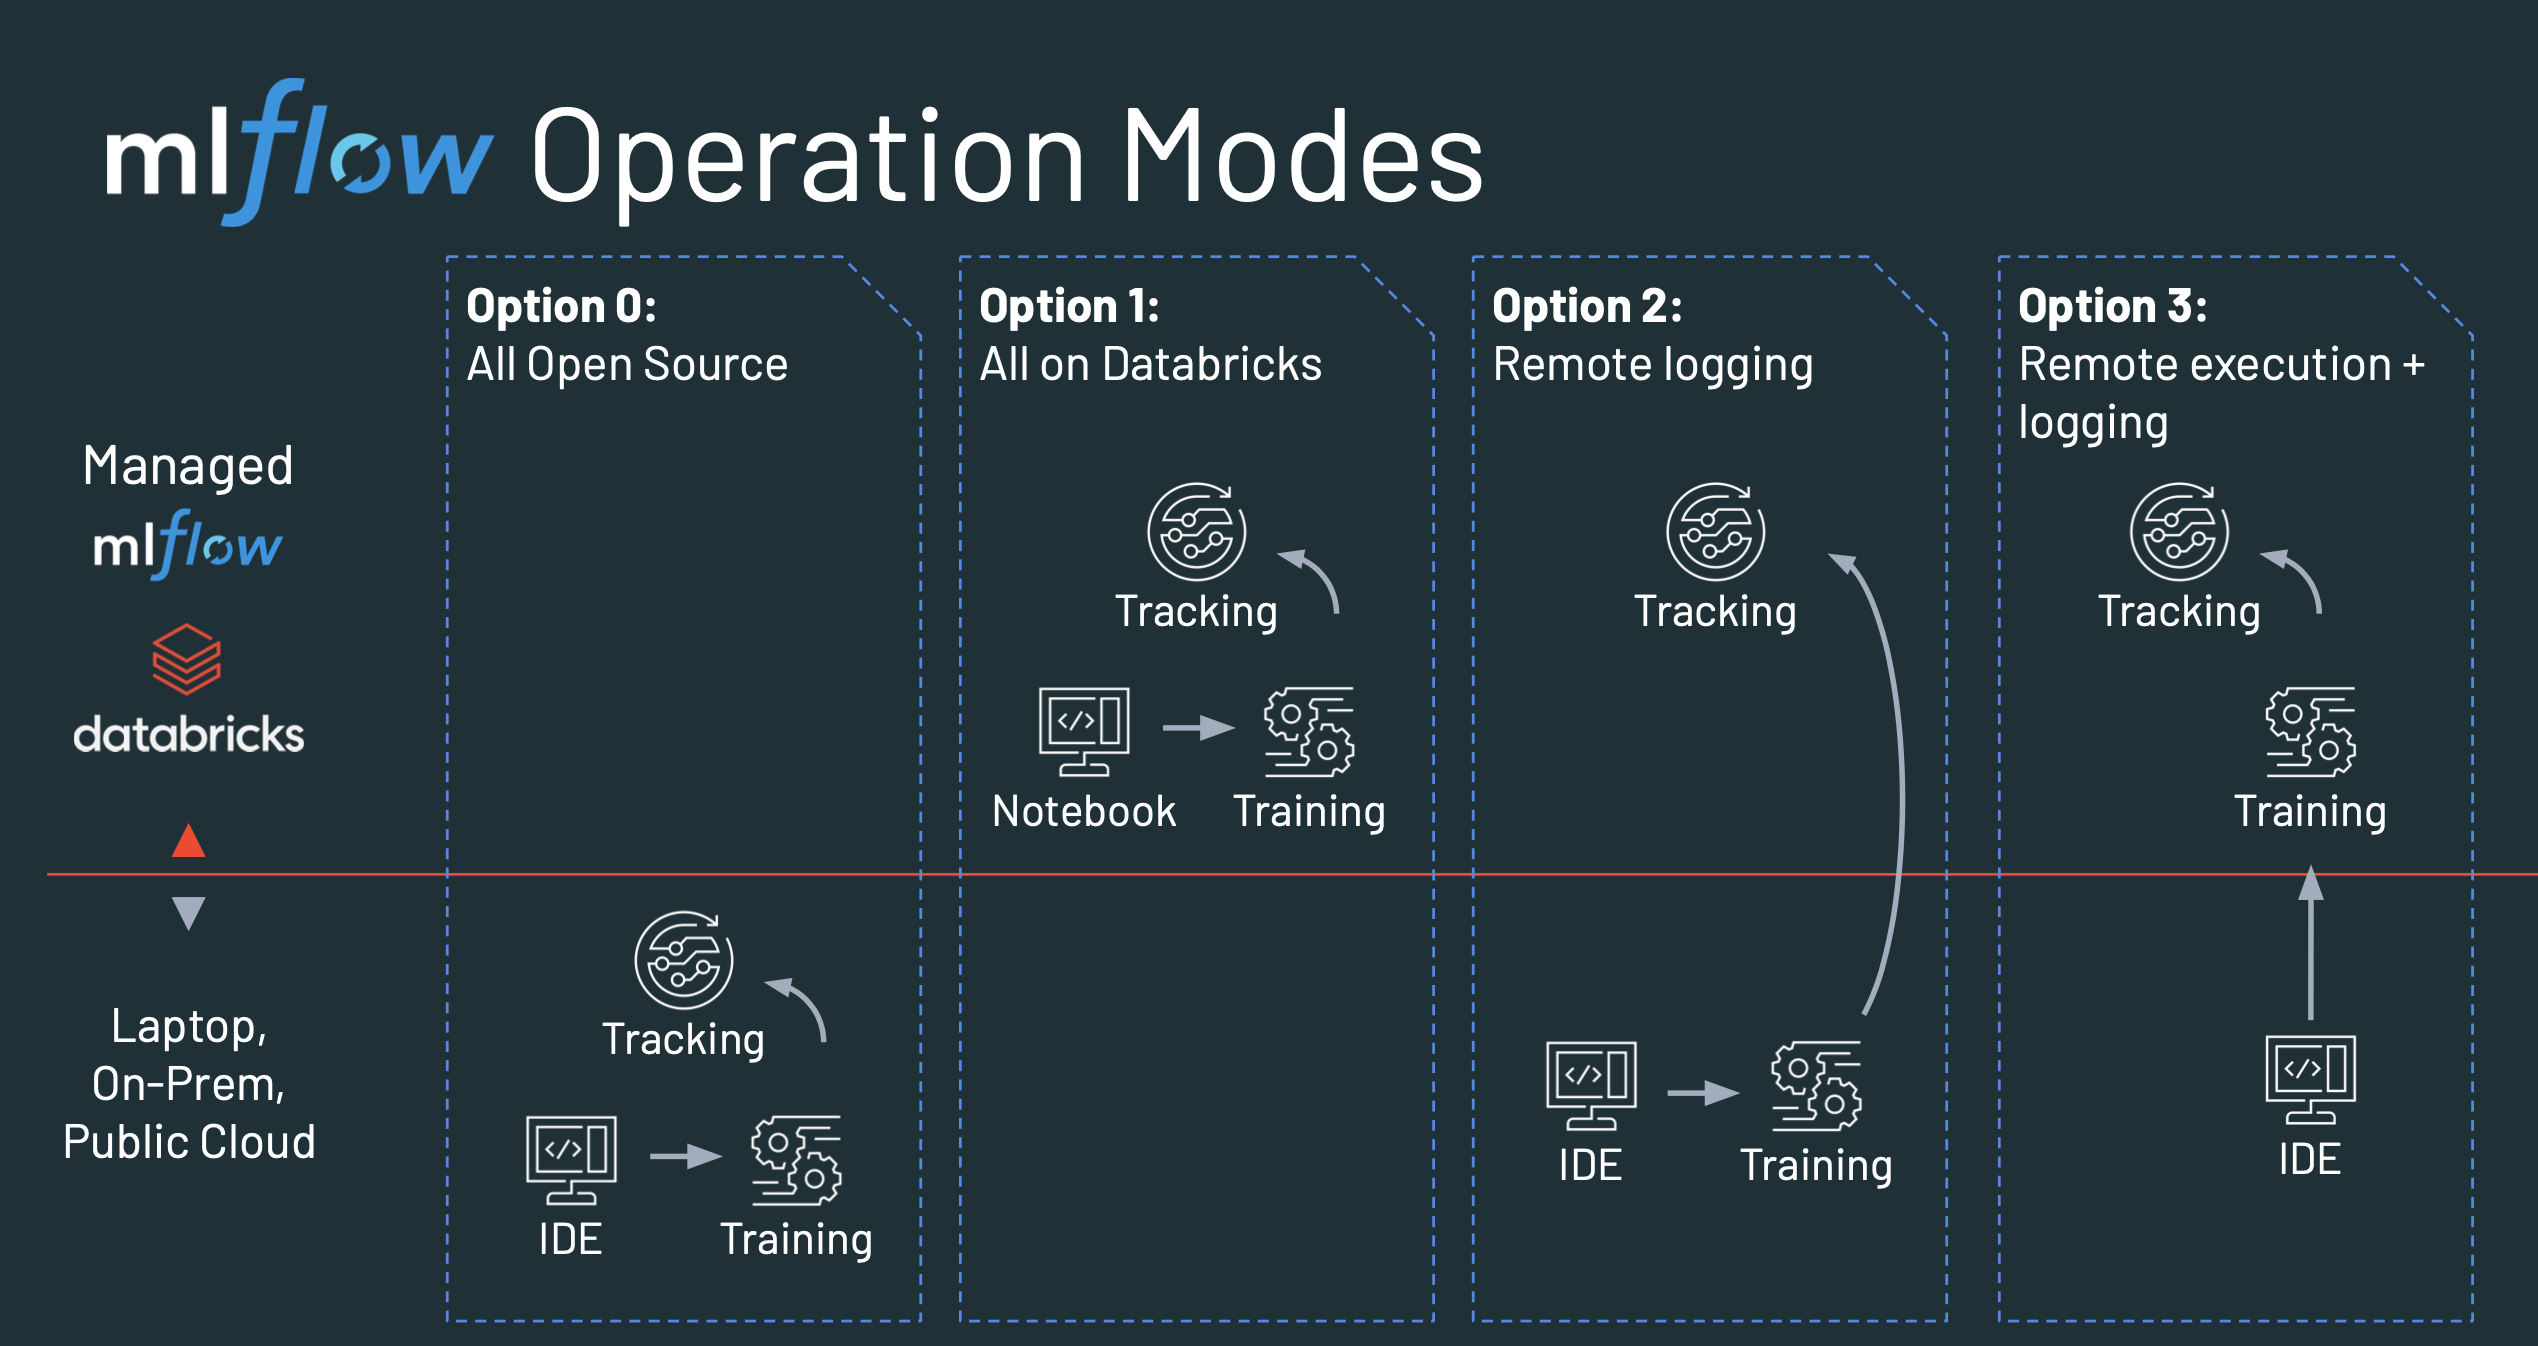 mlflow Operation Modes
Managed
mlflow
databricks
Laptop,
On-Prem,
Public Cloud
Option 0:
All Open Source
Tracking
IDE
Training
Option 1:
All on Databricks
Tracking
Notebook
Training
Option 2:
Remote logging
Tracking
IDE
Training
Option 3:
Remote execution +
logging
Tracking
Training
IDE